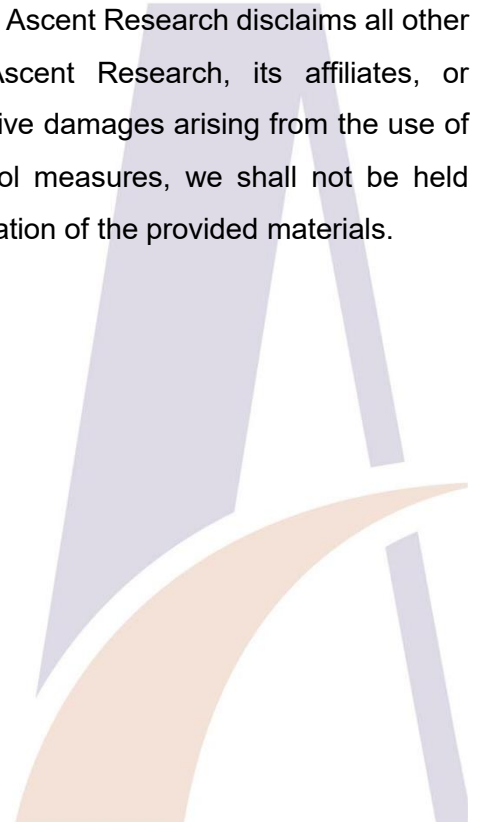 Ascent Research disclaims all other
Ascent Research, its affiliates, or
ive damages arising from the use of
ol measures, we shall not be held
ation of the provided materials.